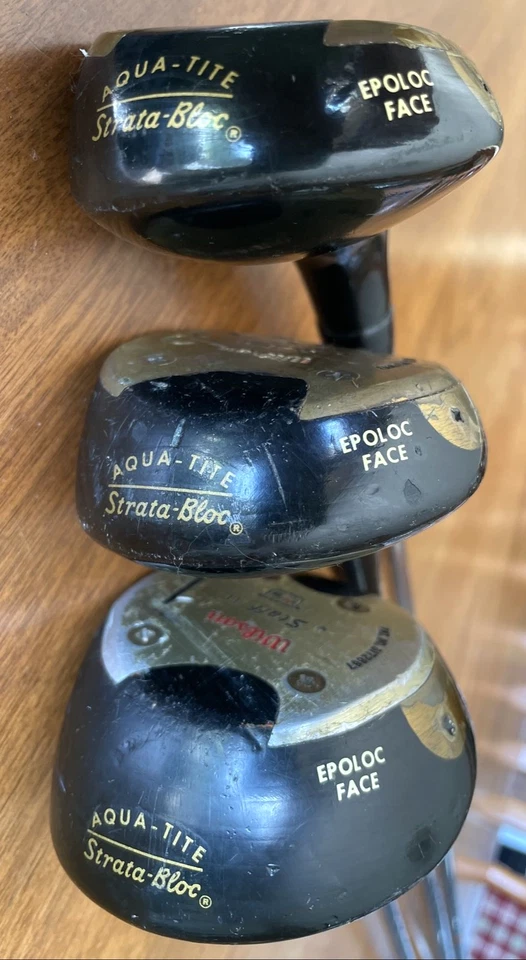 AQUA-TITE
Strata-Bloc®
EPOLOC
FACE
AQUA-TITE
Strata-Bloc®
EPOLOC
FACE
Wilson
Staff
AQUA-TITE
Strata-Bloc®
EPOLOC
FACE